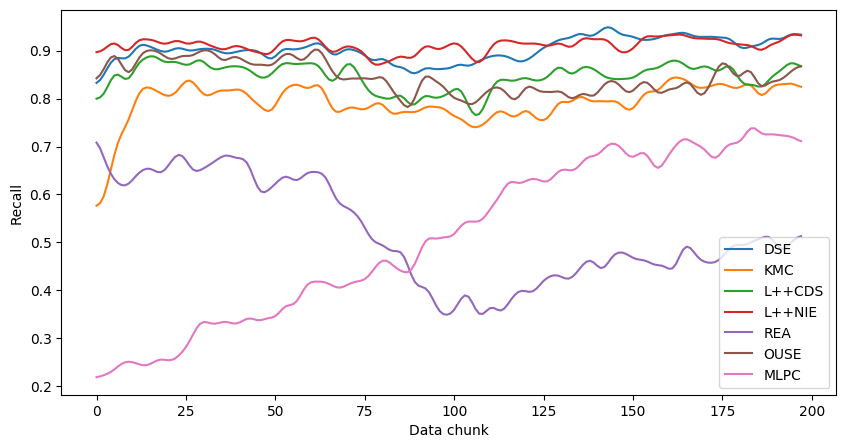 Recall
0.9
0.8
0.7
0.6
0.5
0.4
0.3
0.2
0
25
50
75
100
125
150
175
200
Data chunk
DSE
KMC
L++CDS
L++NIE
REA
OUSE
MLPC